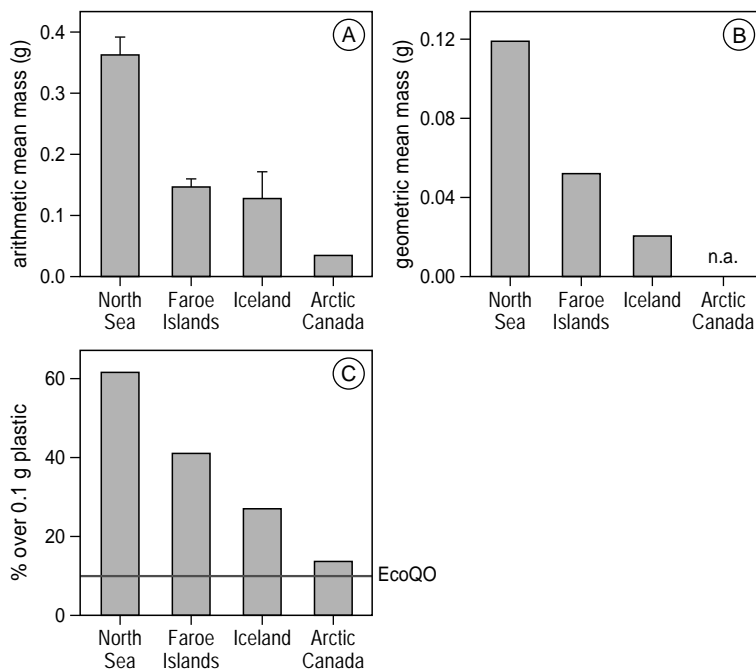 A
arithmetic mean mass (g)
0.4
0.3
0.2
0.1
0.0
North Sea
Faroe Islands
Iceland
Arctic Canada
B
geometric mean mass (g)
0.12
0.08
0.04
0.00
n.a.
North Sea
Faroe Islands
Iceland
Arctic Canada
C
% over 0.1 g plastic
60
40
20
0
EcoQO
North Sea
Faroe Islands
Iceland
Arctic Canada